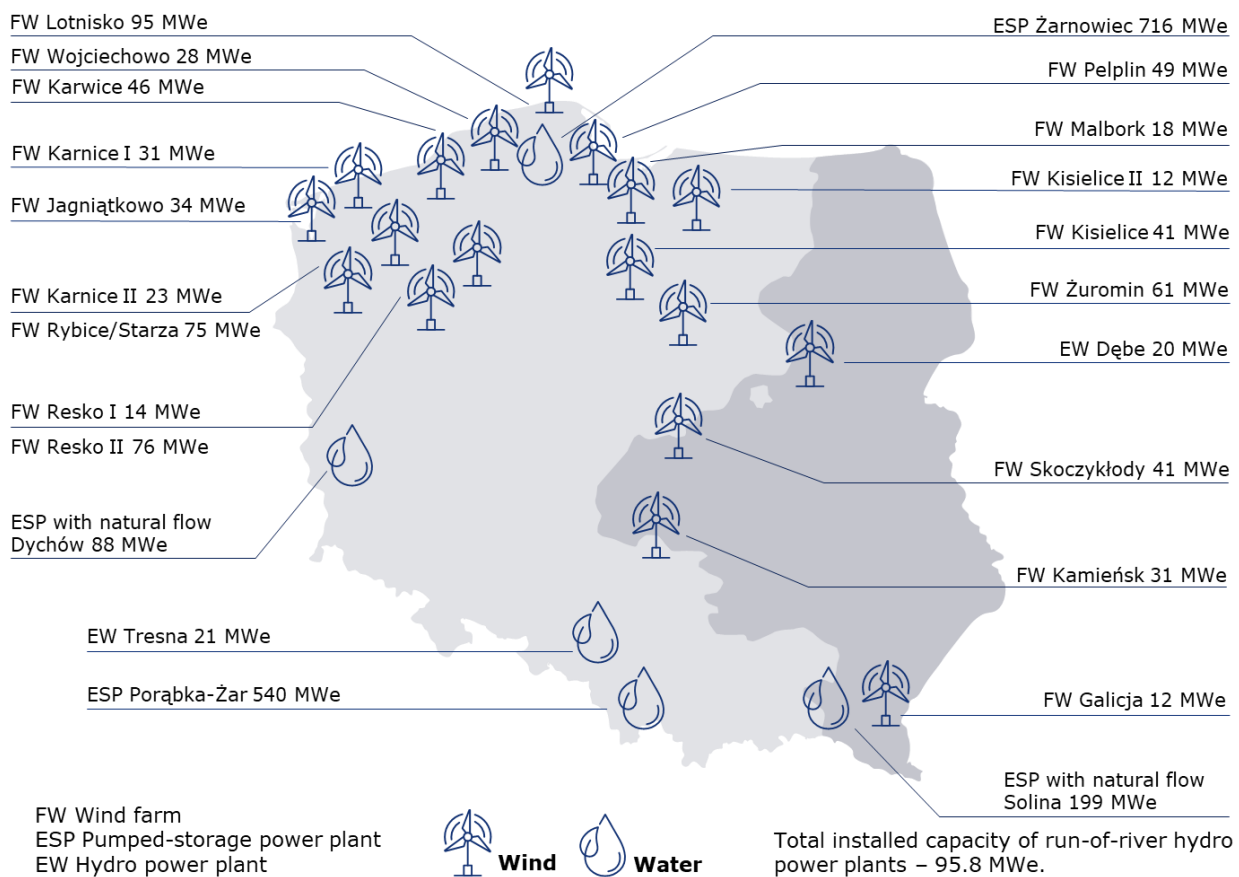 FW Lotnisko 95 MWe
FW Wojciechowo 28 MWe
FW Karwice 46 MWe
FW Karnice I 31 MWe
FW Jagniątkowo 34 MWe
FW Karnice II 23 MWe
FW Rybice/Starza 75 MWe
FW Resko I 14 MWe
FW Resko II 76 MWe
ESP with natural flow
Dychów 88 MWe
EW Tresna 21 MWe
ESP Porąbka-Żar 540 MWe
ESP Żarnowiec 716 MWe
FW Pelplin 49 MWe
FW Malbork 18 MWe
FW Kisielice II 12 MWe
FW Kisielice 41 MWe
FW Żuromin 61 MWe
EW Dębe 20 MWe
FW Skoczykłody 41 MWe
FW Kamieńsk 31 MWe
FW Galicja 12 MWe
ESP with natural flow
Solina 199 MWe
FW Wind farm
ESP Pumped-storage power plant
EW Hydro power plant
Wind
Water
Total installed capacity of run-of-river hydro
power plants – 95.8 MWe.